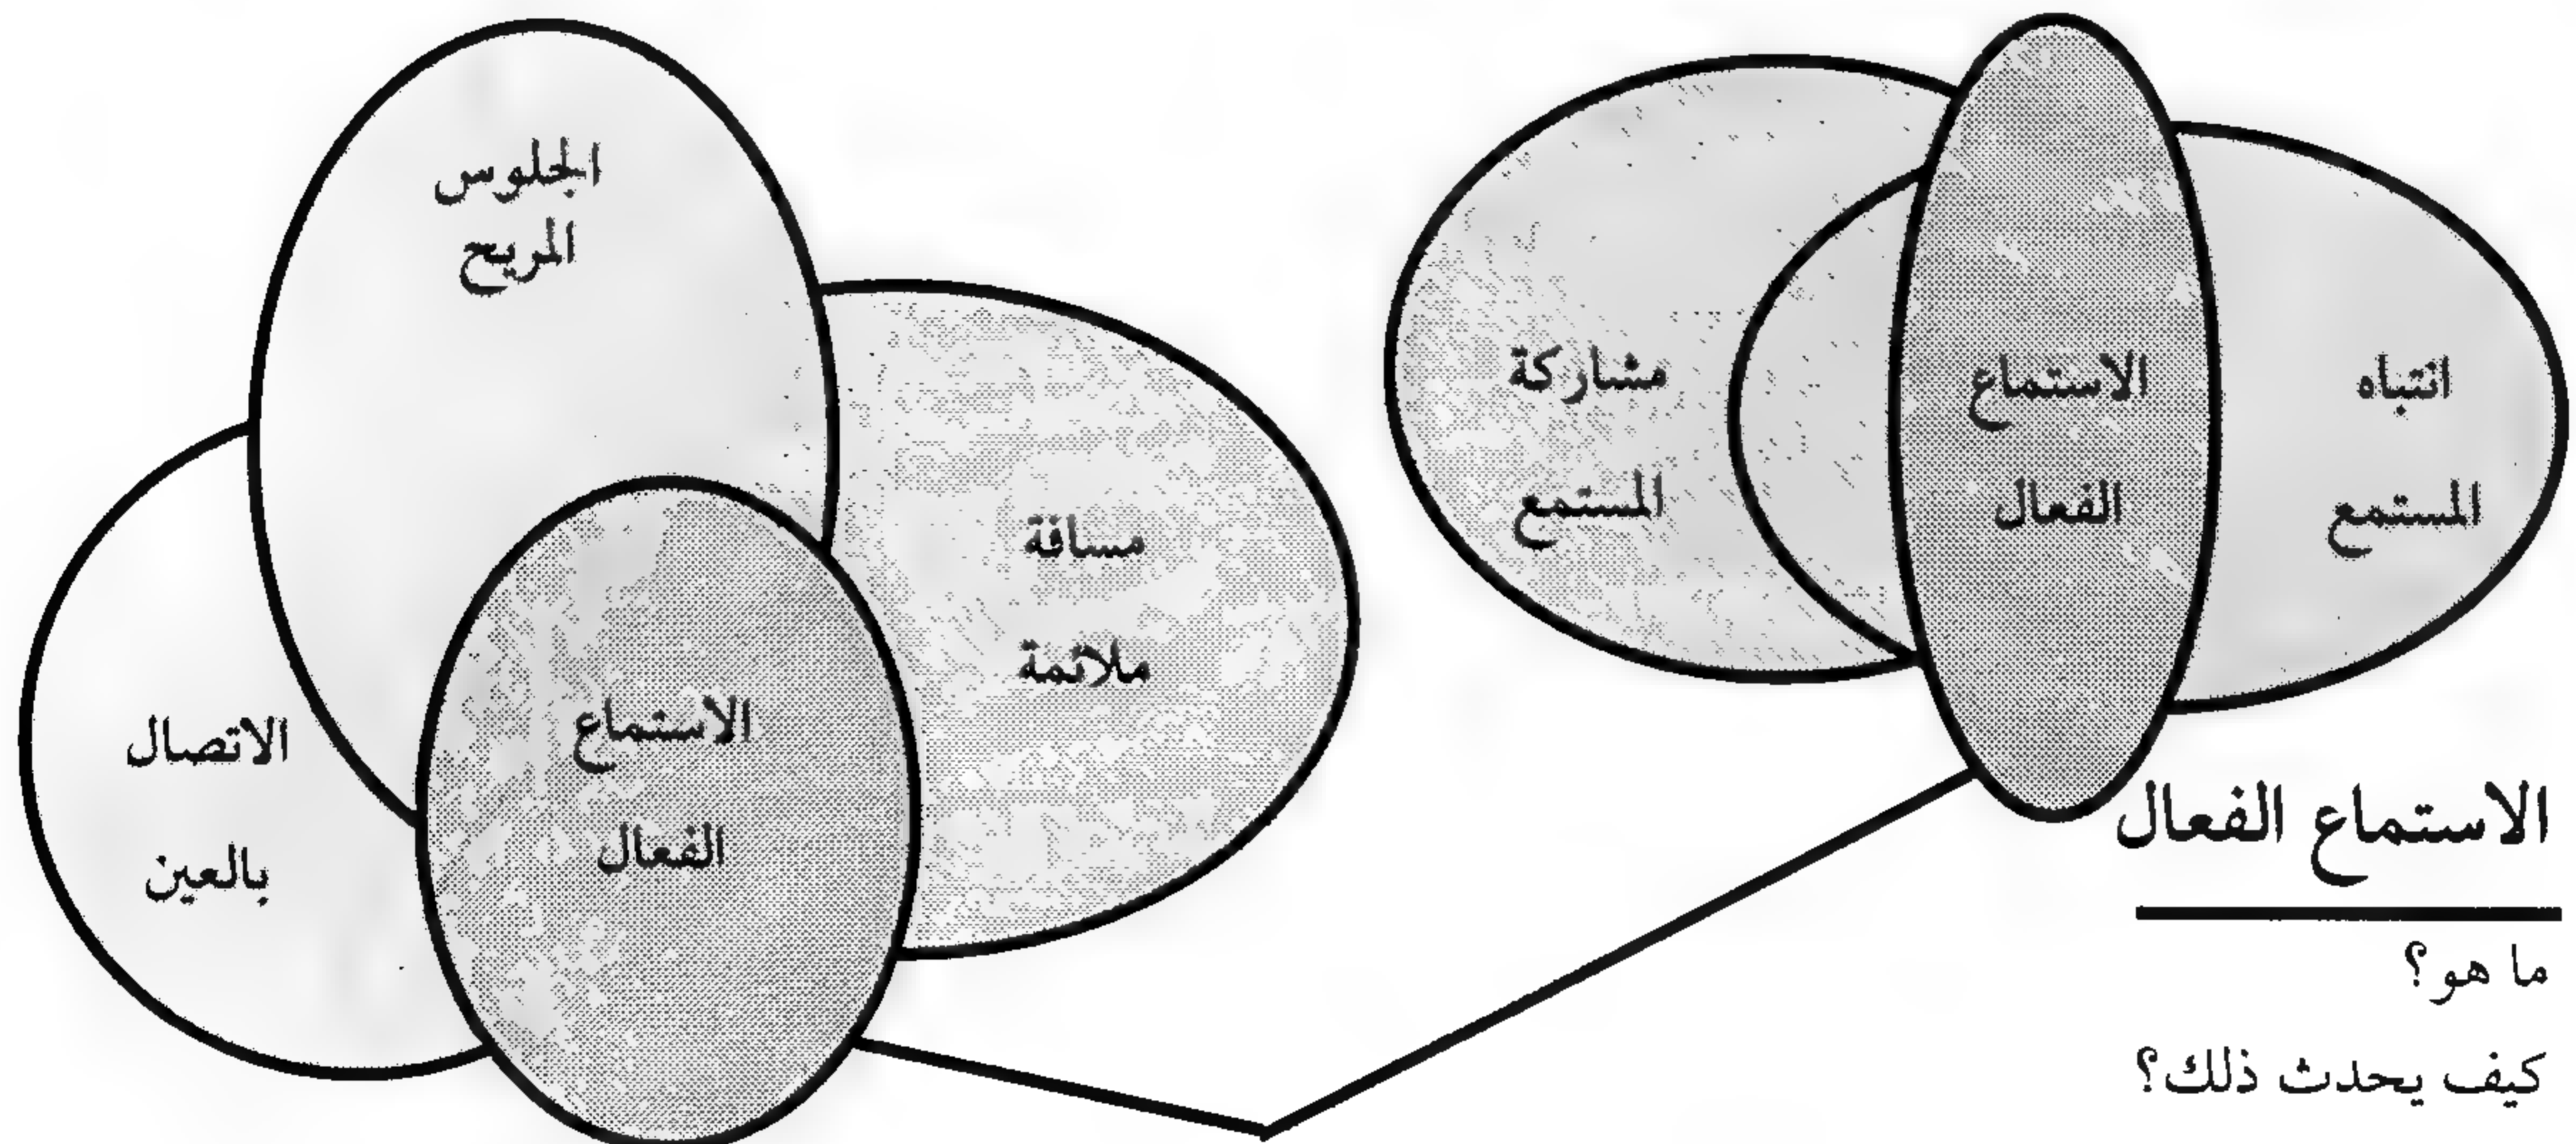 انتباه
المستمع
الاستماع
الفعال
مشاركة
المستمع
الجلوس
المريح
مسافة
ملائمة
الاستماع
الفعال
الاتصال
بالعين
الاستماع الفعال
ما هو؟
كيف يحدث ذلك؟